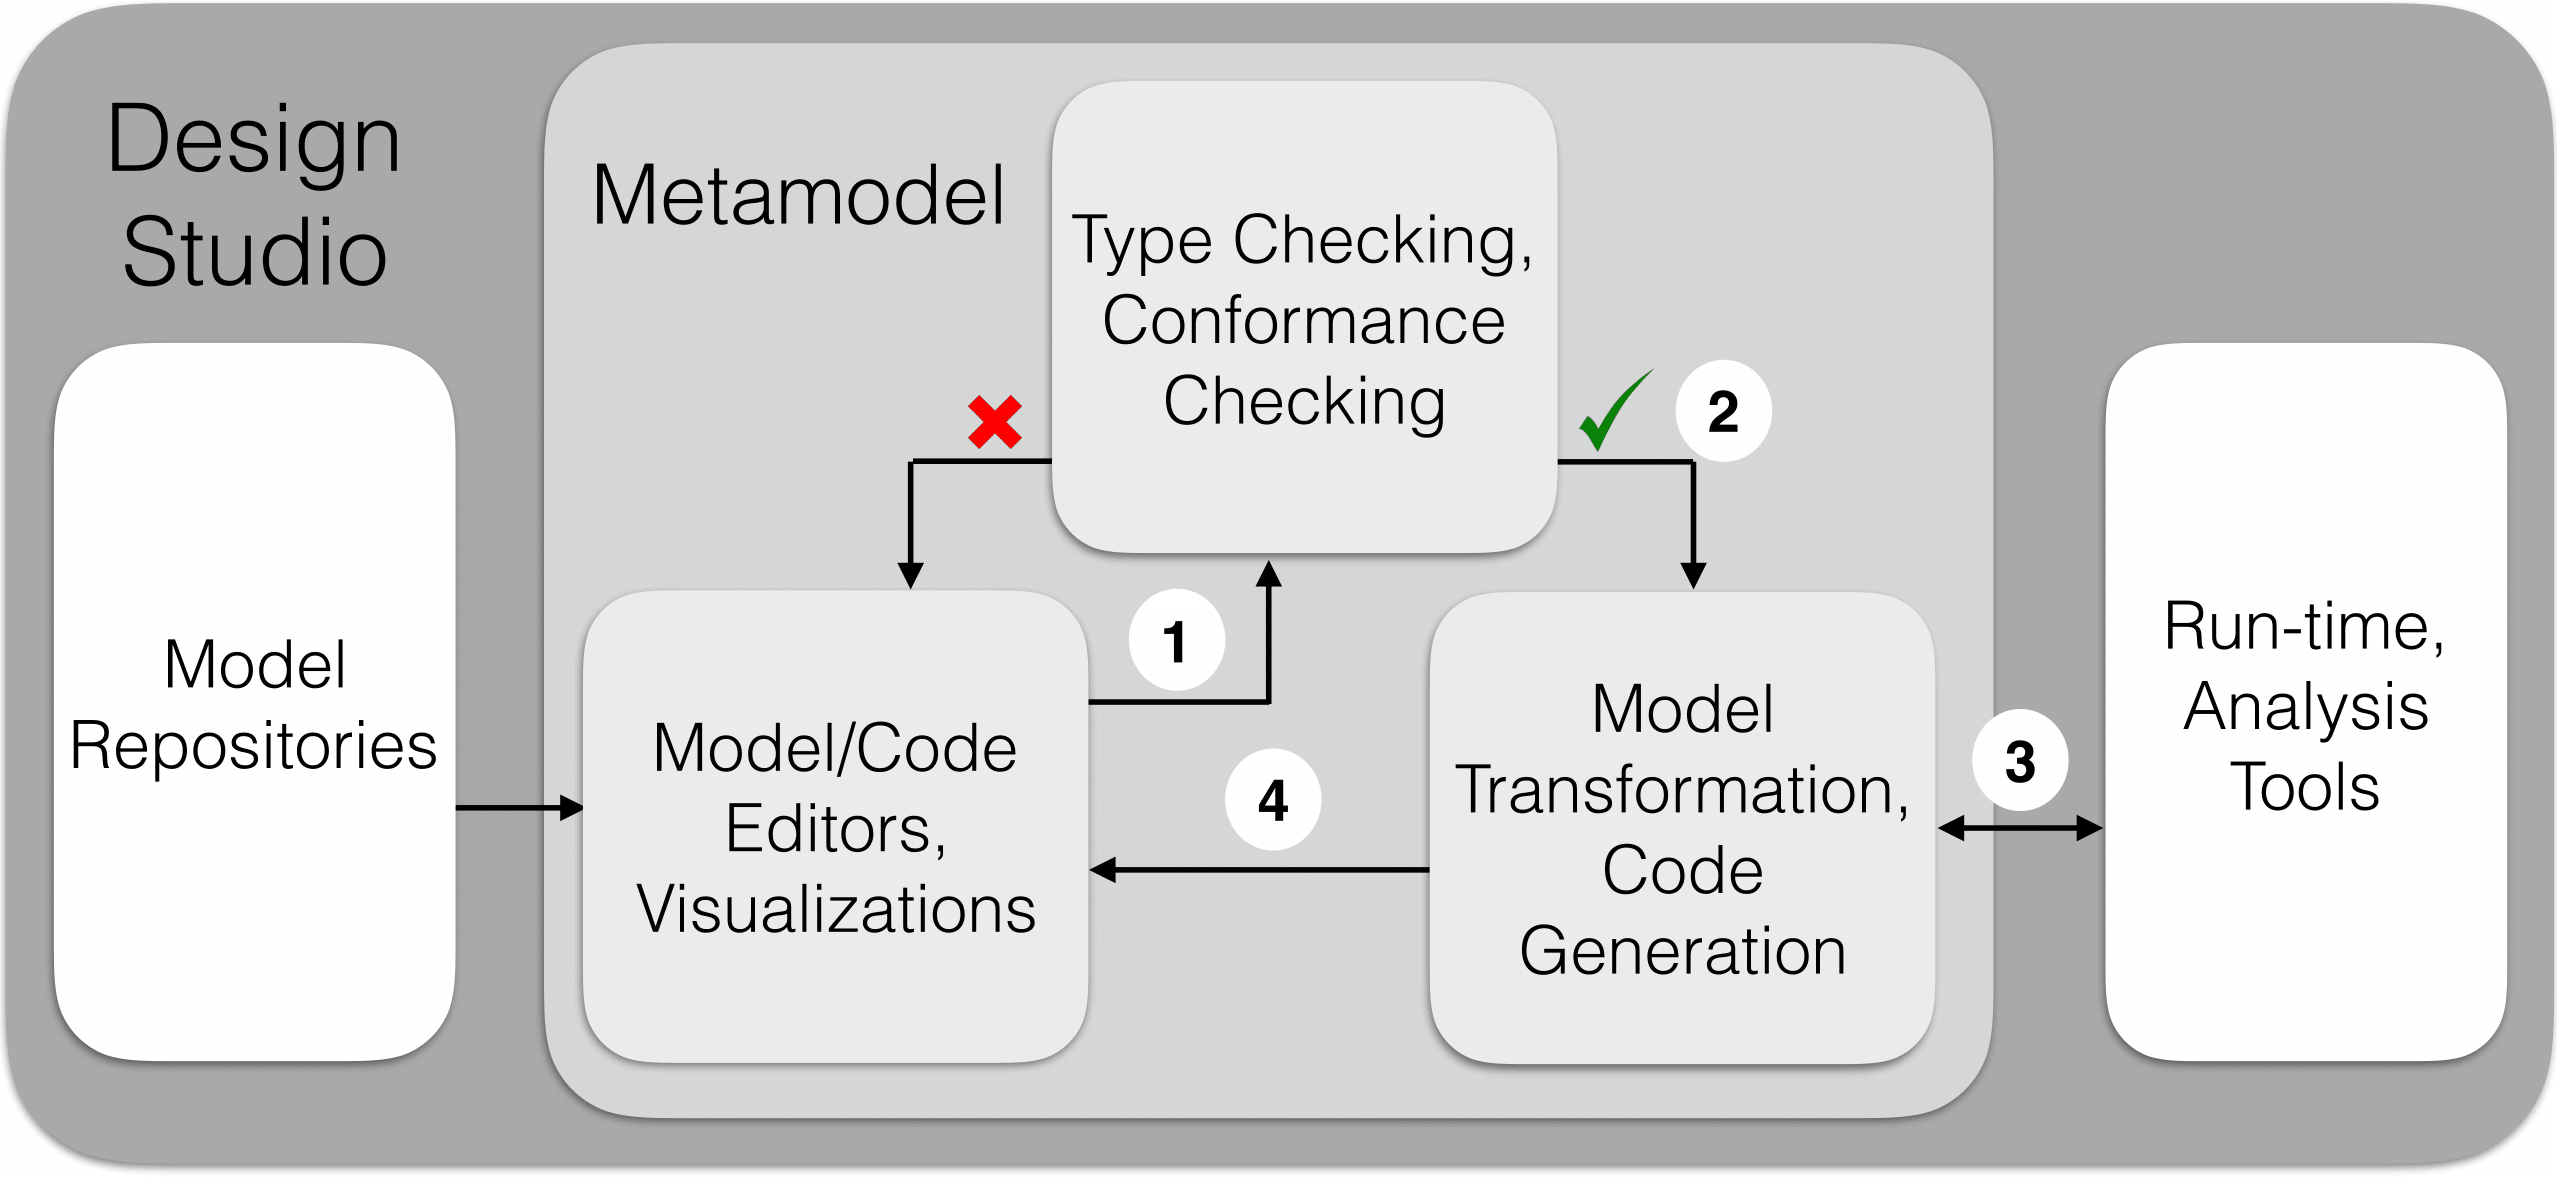 Design
Studio
Metamodel
Type Checking,
Conformance
Checking
2
1
Model
Repositories
Model/Code
Editors,
Visualizations
4
Model
Transformation,
Code
Generation
3
Run-time,
Analysis
Tools